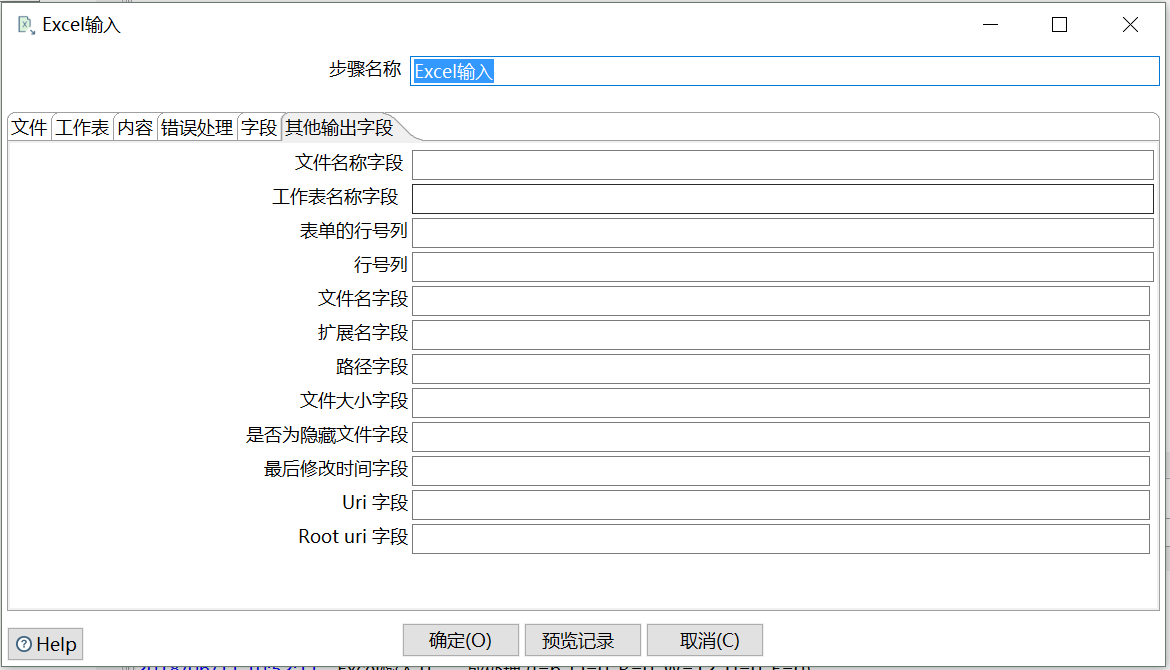 Excel输入
步骤名称 Excel输入
文件 工作表 内容 错误处理 字段 其他输出字段
文件名称字段
工作表名称字段
表单的行号列
行号列
文件名字段
扩展名字段
路径字段
文件大小字段
是否为隐藏文件字段
最后修改时间字段
Uri 字段
Root uri 字段
Help 确定(O) 预览记录 取消(C)